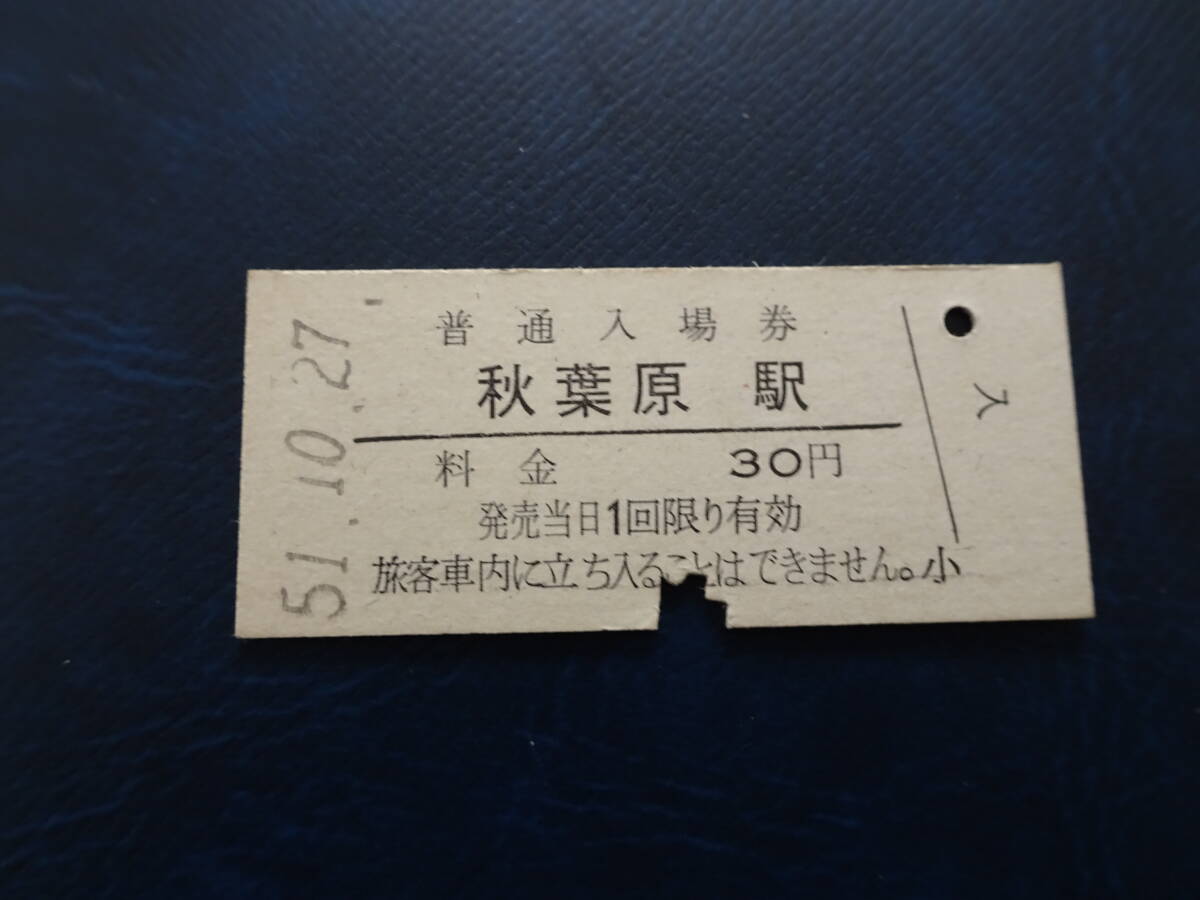 51.10.27
普通入場券
秋葉原 駅
料金 30円
発売当日1回限り有効
旅客車内に立ち入ることはできません。小
入